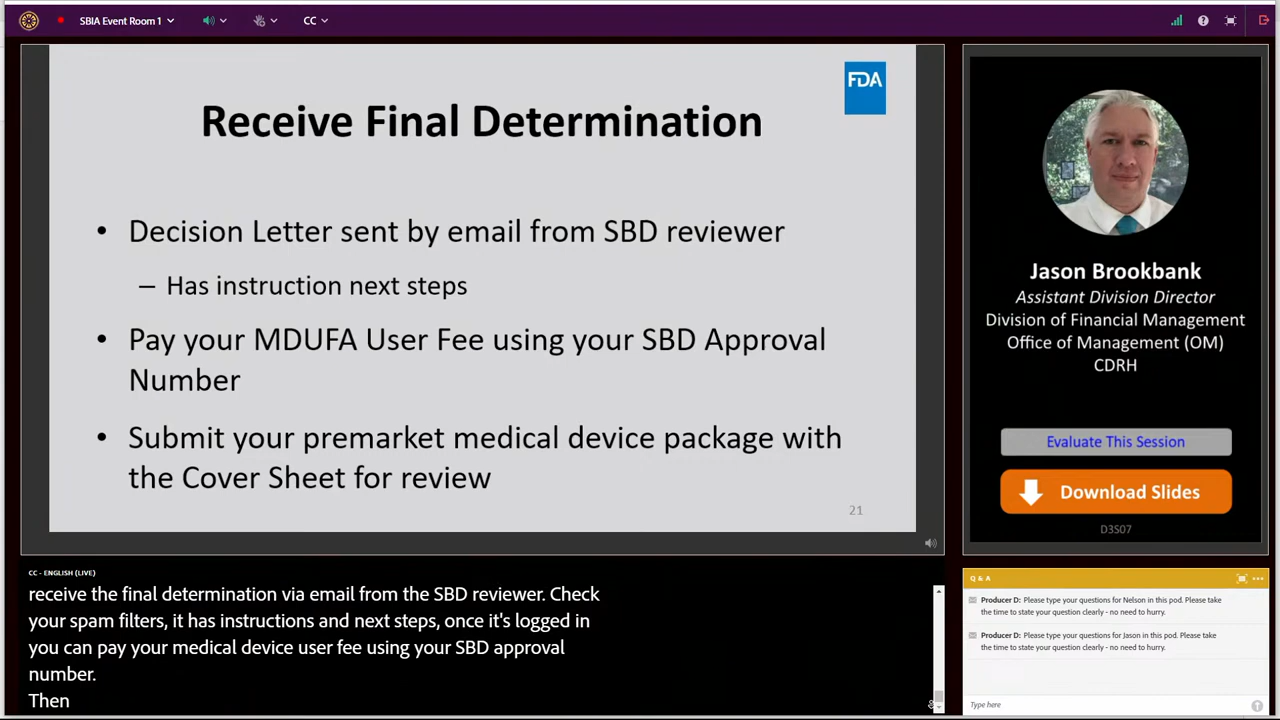 SBIA Event Room 1
CC
FDA
Receive Final Determination
• Decision Letter sent by email from SBD reviewer
– Has instruction next steps
• Pay your MDUFA User Fee using your SBD Approval
Number
• Submit your premarket medical device package with
the Cover Sheet for review
21
Jason Brookbank
Assistant Division Director
Division of Financial Management
Office of Management (OM)
CDRH
Evaluate This Session
Download Slides
D3S07
CC - ENGLISH (LIVE)
receive the final determination via email from the SBD reviewer. Check
your spam filters, it has instructions and next steps, once it's logged in
you can pay your medical device user fee using your SBD approval
number.
Then
Q & A
Producer D: Please type your questions for Nelson in this pod. Please take
the time to state your question clearly - no need to hurry.
Producer D: Please type your questions for Jason in this pod. Please take
the time to state your question clearly - no need to hurry.
Type here